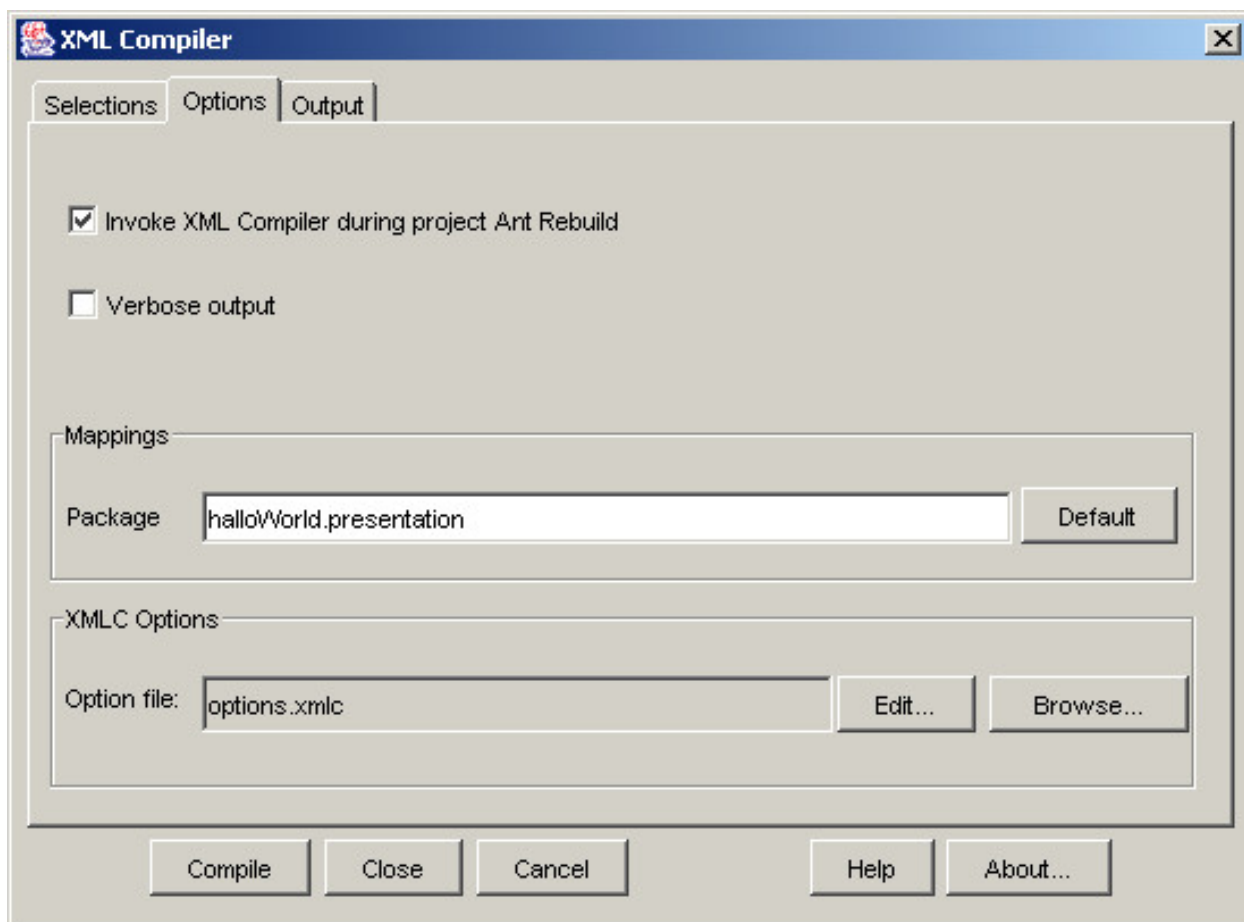 XML Compiler
Selections Options Output
Invoke XML Compiler during project Ant Rebuild
Verbose output
Mappings
Package halloWorld.presentation Default
XMLC Options
Option file: options.xmlc Edit... Browse...
Compile Close Cancel Help About...